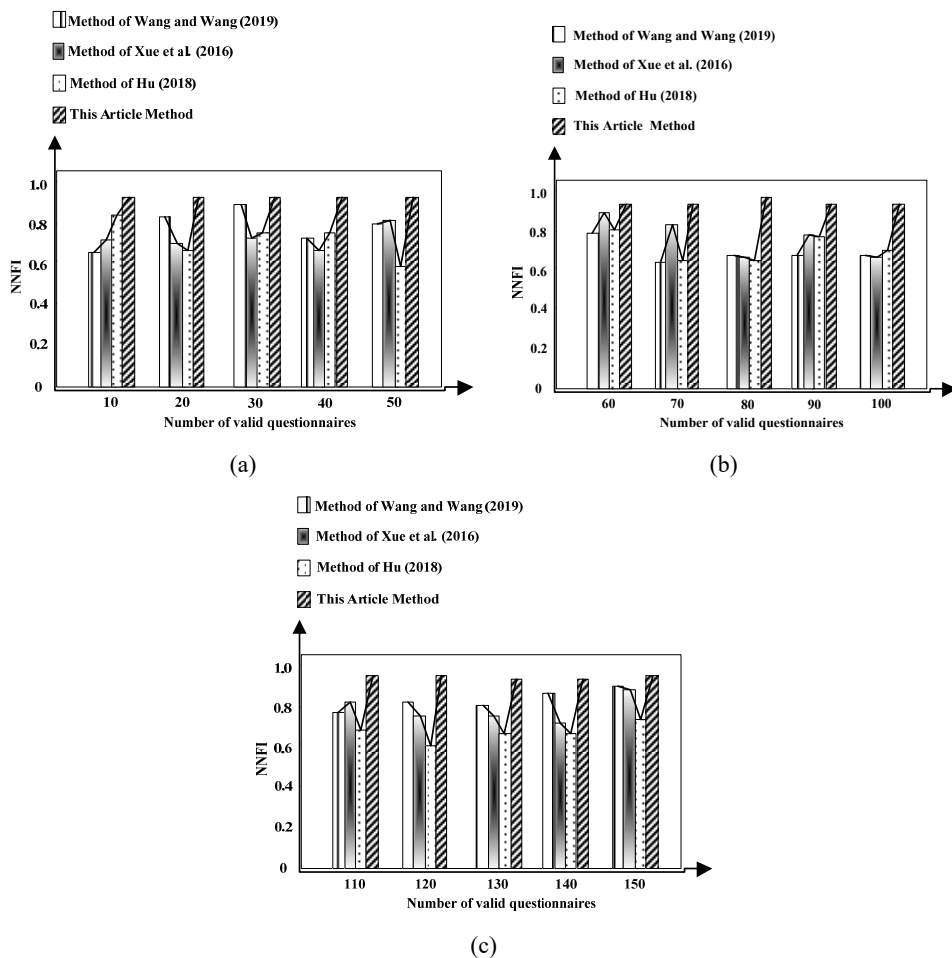 Method of Wang and Wang (2019)
Method of Xue et al. (2016)
Method of Hu (2018)
This Article Method
1.0
0.8
0.6
0.4
0.2
0
NNFI
10 20 30 40 50
Number of valid questionnaires
(a)
Method of Wang and Wang (2019)
Method of Xue et al. (2016)
Method of Hu (2018)
This Article Method
1.0
0.8
0.6
0.4
0.2
0
NNFI
60 70 80 90 100
Number of valid questionnaires
(b)
Method of Wang and Wang (2019)
Method of Xue et al. (2016)
Method of Hu (2018)
This Article Method
1.0
0.8
0.6
0.4
0.2
0
NNFI
110 120 130 140 150
Number of valid questionnaires
(c)